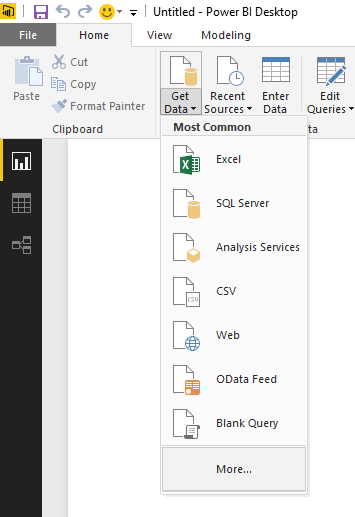 Untitled - Power BI Desktop
File Home View Modeling
Cut
Copy
Format Painter
Paste
Clipboard
Get Data
Recent Sources
Enter Data
Edit Queries
ta
Most Common
Excel
SQL Server
Analysis Services
CSV
CSV
Web
OData Feed
Blank Query
More...